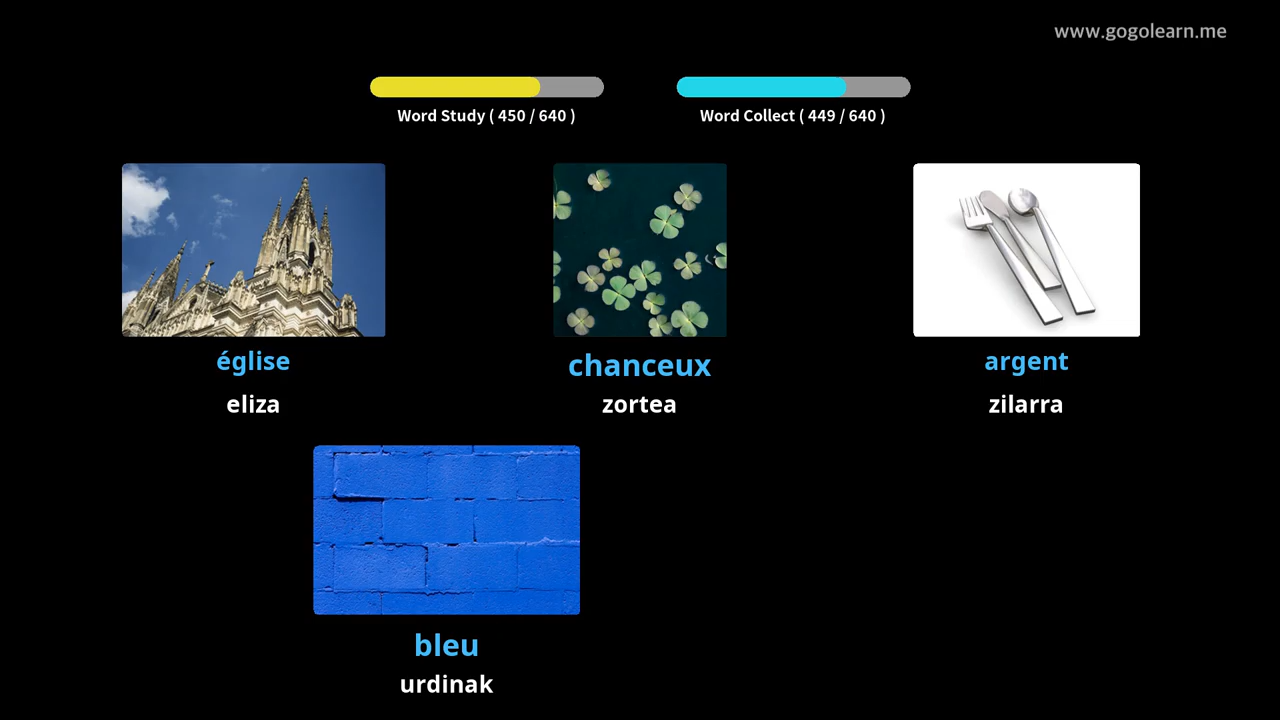 www.gogolearn.me
Word Study ( 450 / 640 )
Word Collect ( 449 / 640 )
église
chanceux
argent
eliza
zortea
zilarra
bleu
urdinak